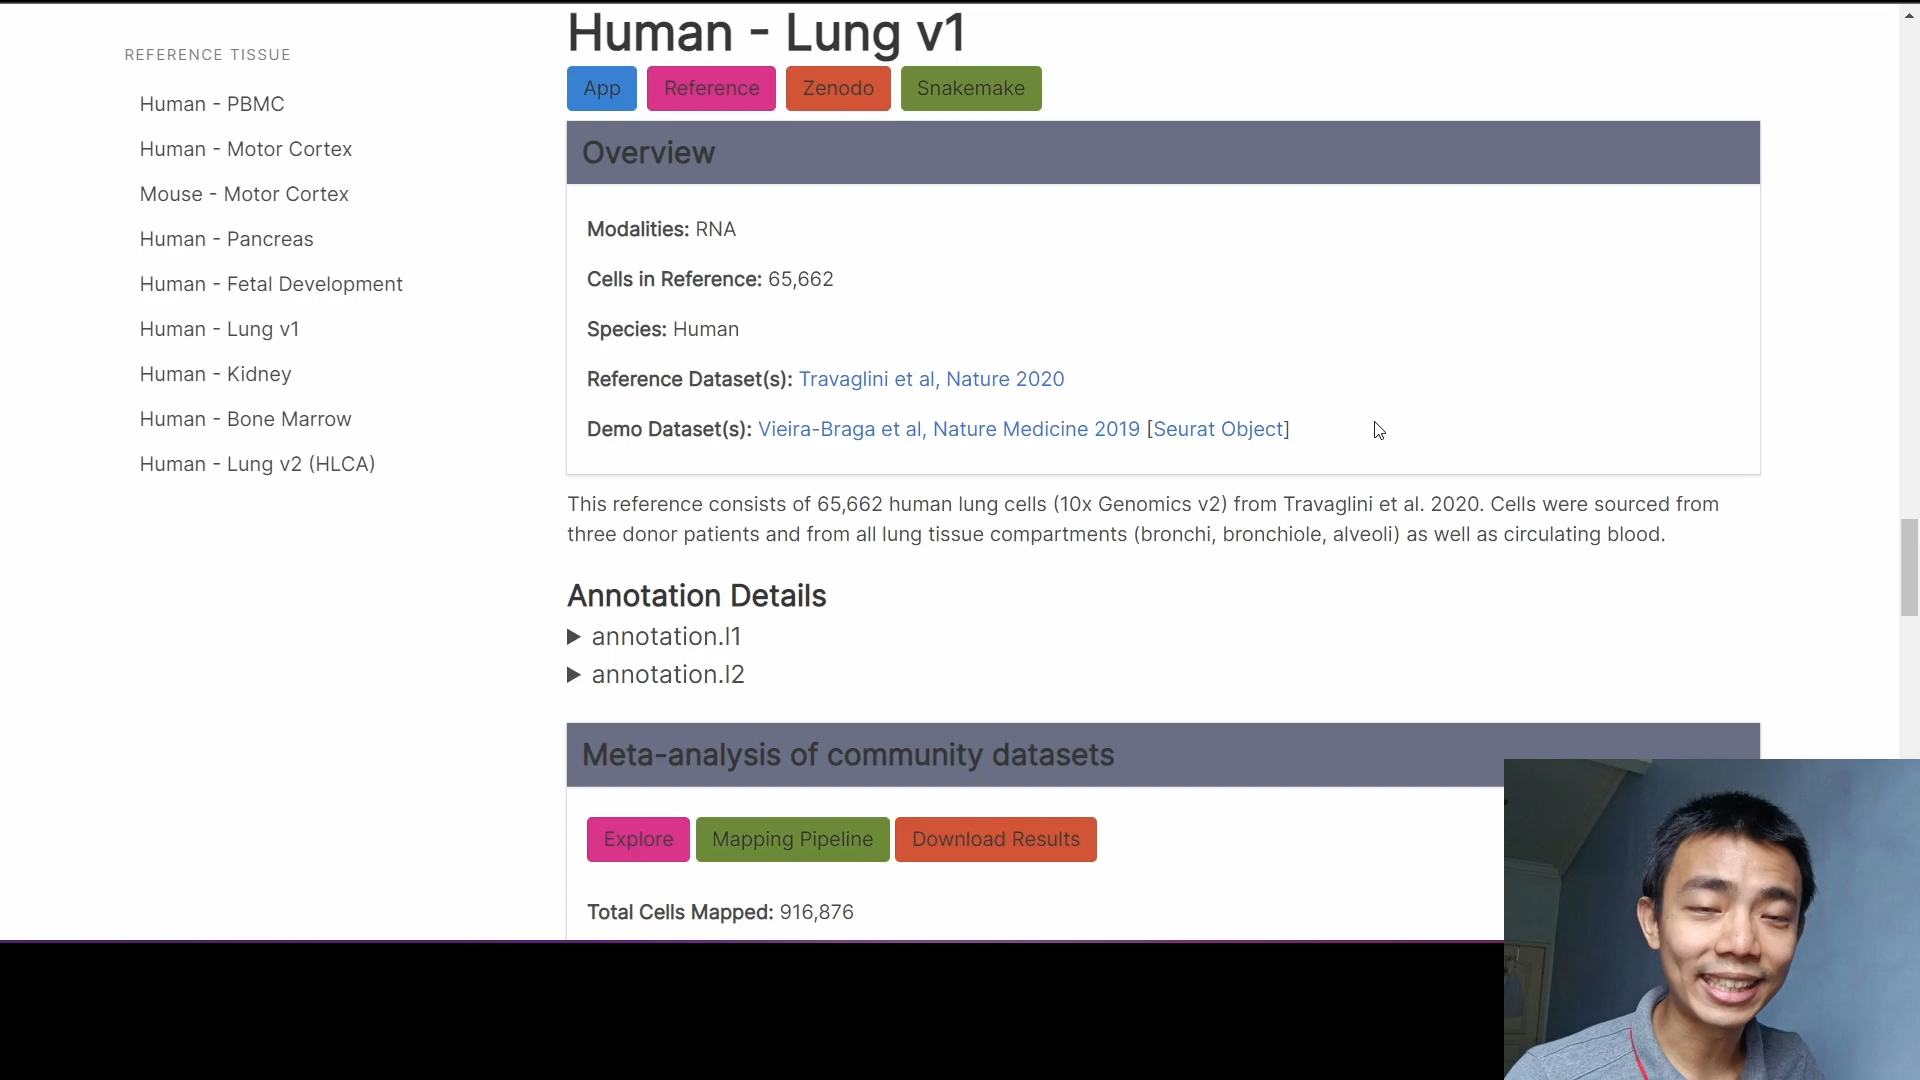 REFERENCE TISSUE
Human - PBMC
Human - Motor Cortex
Mouse - Motor Cortex
Human - Pancreas
Human - Fetal Development
Human - Lung v1
Human - Kidney
Human - Bone Marrow
Human - Lung v2 (HLCA)
Human - Lung v1
App Reference Zenodo Snakemake
Overview
Modalities: RNA
Cells in Reference: 65,662
Species: Human
Reference Dataset(s): Travaglini et al, Nature 2020
Demo Dataset(s): Vieira-Braga et al, Nature Medicine 2019 [Seurat Object]
This reference consists of 65,662 human lung cells (10x Genomics v2) from Travaglini et al. 2020. Cells were sourced from
three donor patients and from all lung tissue compartments (bronchi, bronchiole, alveoli) as well as circulating blood.
Annotation Details
annotation.l1
annotation.l2
Meta-analysis of community datasets
Explore Mapping Pipeline Download Results
Total Cells Mapped: 916,876